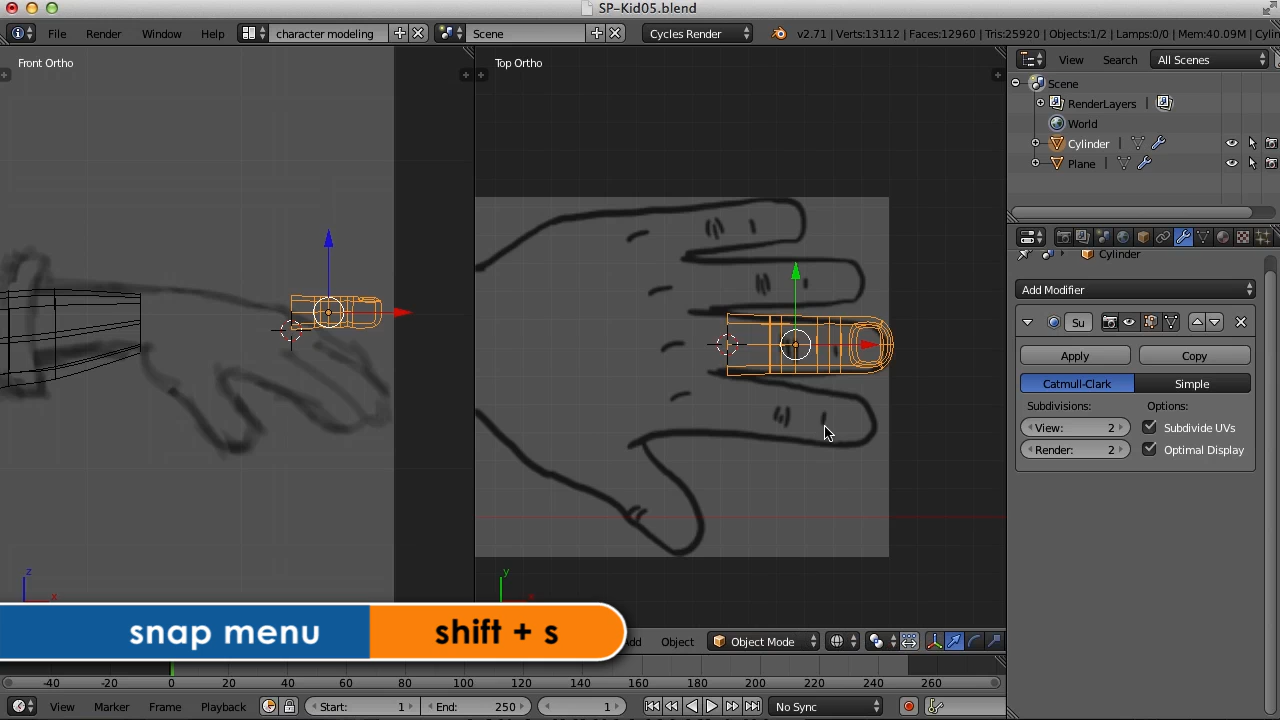 SP-Kid05.blend
File Render Window Help character modeling Scene Cycles Render v2.71 | Verts:13112 | Faces:12960 | Tris:25920 | Objects:1/2 | Lamps:0/0 | Mem:40.09M | Cylin
Front Ortho
Top Ortho
View Search All Scenes
Scene
RenderLayers
World
Cylinder
Plane
Cylinder
Add Modifier
Su
Apply Copy
Catmull-Clark Simple
Subdivisions: Options:
View: 2 Subdivide UVs
Render: 2 Optimal Display
z
x
y
snap menu shift + s
dd Object Object Mode
-40 -20 0 20 40 60 80 100 120 140 160 180 200 220 240 260
View Marker Frame Playback Start: 1 End: 250 1 No Sync